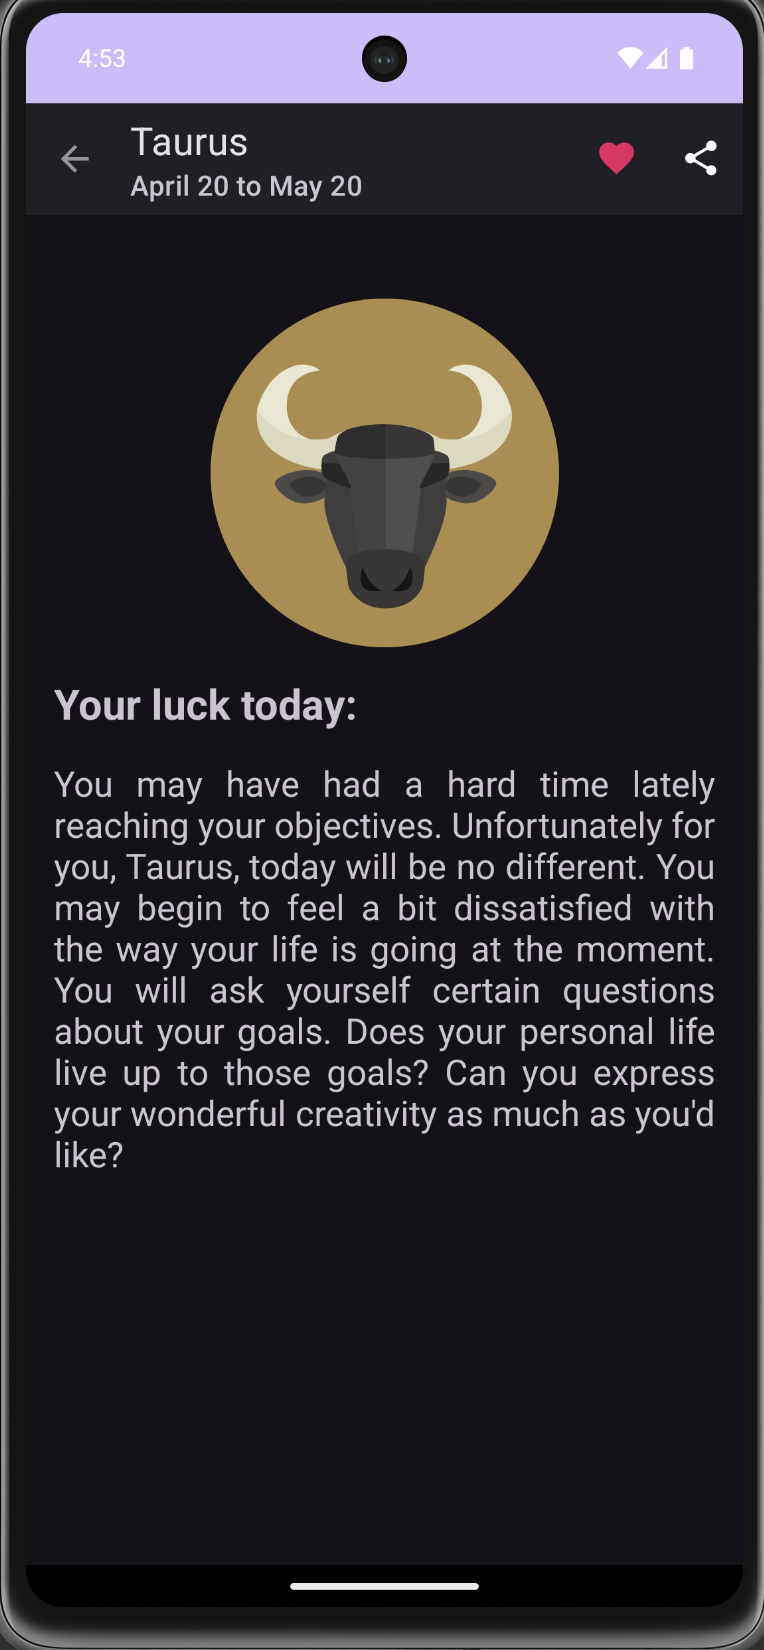 4:53
Taurus
April 20 to May 20
Your luck today:
You may have had a hard time lately
reaching your objectives. Unfortunately for
you, Taurus, today will be no different. You
may begin to feel a bit dissatisfied with
the way your life is going at the moment.
You will ask yourself certain questions
about your goals. Does your personal life
live up to those goals? Can you express
your wonderful creativity as much as you'd
like?